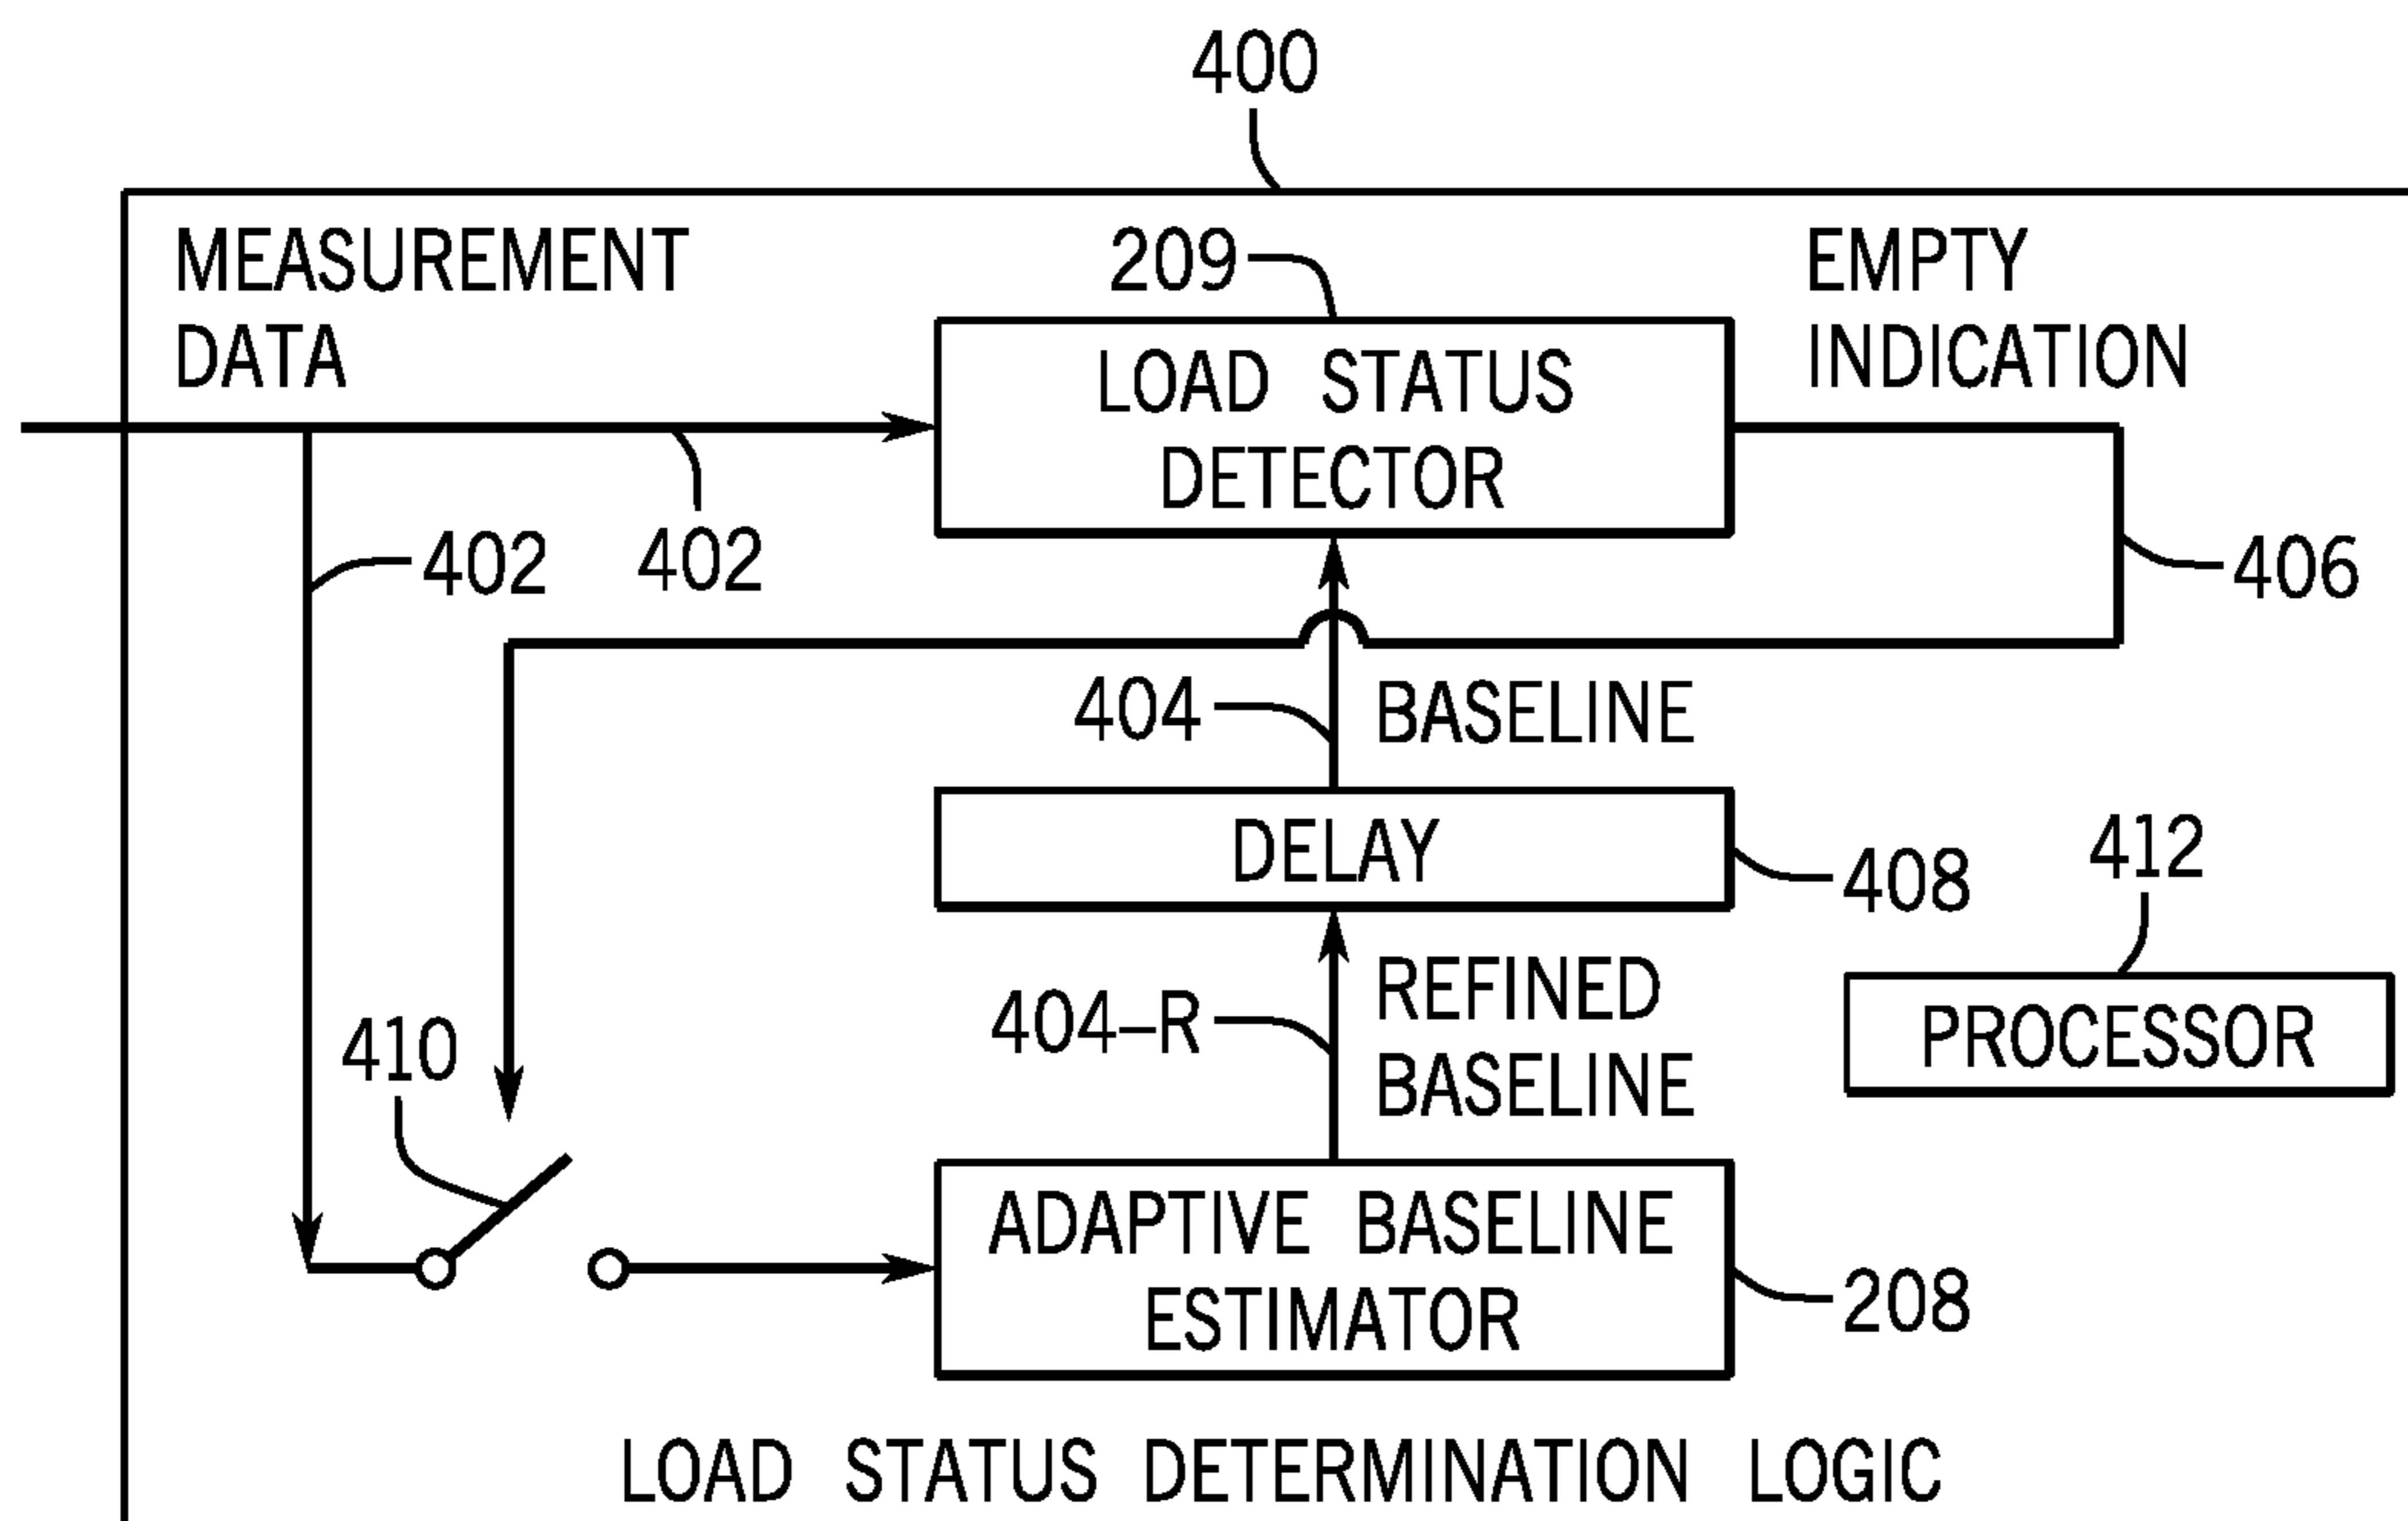 400
MEASUREMENT
DATA
209
EMPTY
INDICATION
LOAD STATUS
DETECTOR
402
402
406
404
BASELINE
DELAY
408
412
404-R
REFINED
BASELINE
PROCESSOR
410
ADAPTIVE BASELINE
ESTIMATOR
208
LOAD STATUS DETERMINATION LOGIC